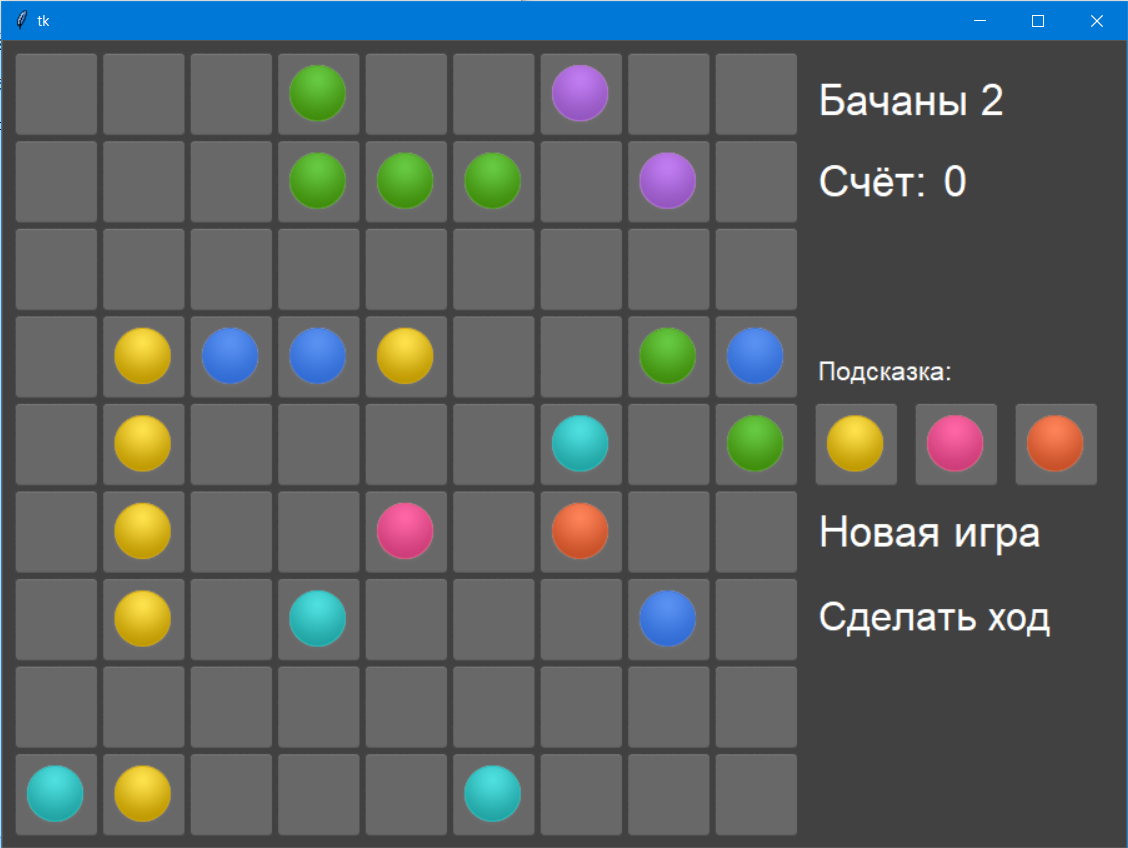 tk
Бачаны 2
Счёт: 0
Подсказка:
Новая игра
Сделать ход